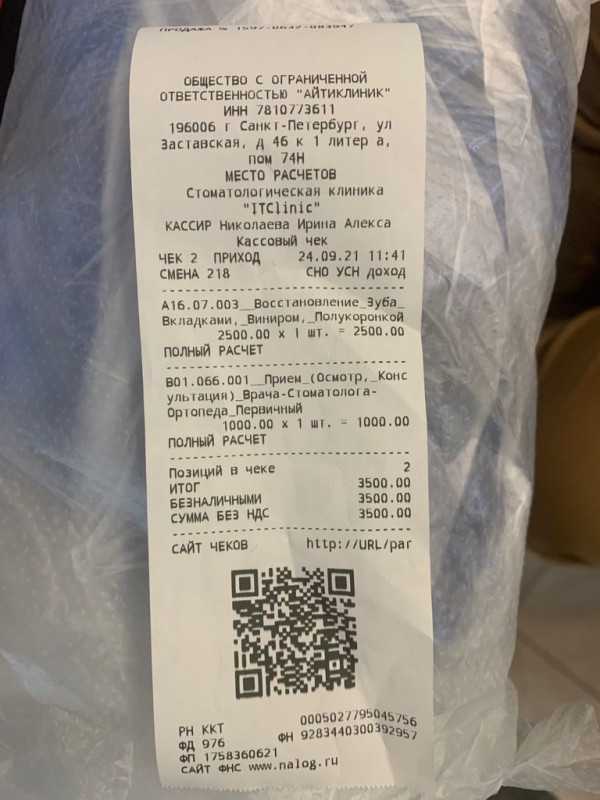 ОБЩЕСТВО С ОГРАНИЧЕННОЙ
ОТВЕТСТВЕННОСТЬЮ "АЙТИКЛИНИК"
ИНН 7810773611
196006 г Санкт-Петербург, ул
Заставская, д 46 к 1 литер а,
пом 74Н
МЕСТО РАСЧЕТОВ
Стоматологическая клиника
"ITClinic"
КАССИР Николаева Ирина Алекса
Кассовый чек
ЧЕК 2 ПРИХОД 24.09.21 11:41
СМЕНА 218 СНО УСН доход
А16.07.003__Восстановление_Зуба_
Вкладками,_Виниром,_Полукоронкой
2500.00 x 1 шт. = 2500.00
ПОЛНЫЙ РАСЧЕТ
В01.066.001__Прием_(Осмотр,_Конс
ультация)_Врача-Стоматолога-
Ортопеда_Первичный
1000.00 x 1 шт. = 1000.00
ПОЛНЫЙ РАСЧЕТ
Позиций в чеке 2
ИТОГ 3500.00
БЕЗНАЛИЧНЫМИ 3500.00
СУММА БЕЗ НДС 3500.00
САЙТ ЧЕКОВ http://URL/par
РН ККТ 0005027795045756
ФД 976 ФН 9283440300392957
ФП 1758360621
САЙТ ФНС www.nalog.ru